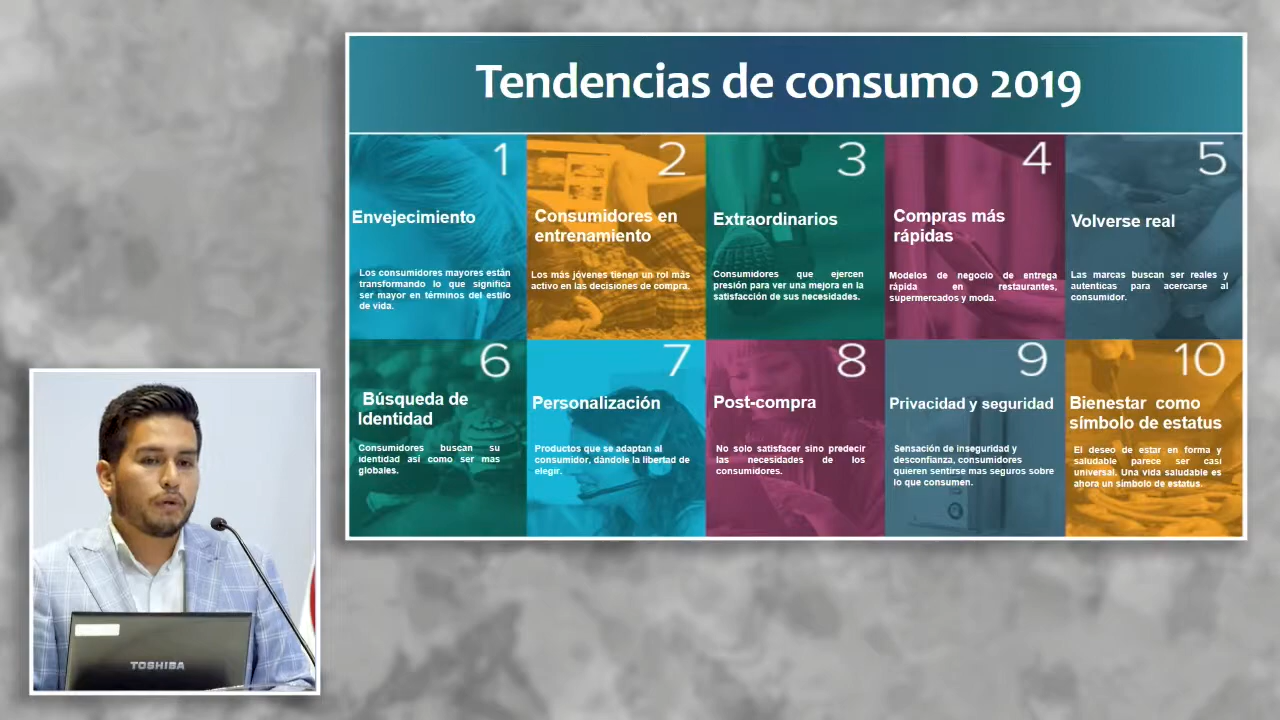 Tendencias de consumo 2019
1
Envejecimiento
Los consumidores mayores están
transformando lo que significa
ser mayor en términos del estilo
de vida.
2
Consumidores en
entrenamiento
Los más jóvenes tienen un rol más
activo en las decisiones de compra.
3
Extraordinarios
Consumidores que ejercen
presión para ver una mejora en la
satisfacción de sus necesidades.
4
Compras más
rápidas
Modelos de negocio de entrega
rápida en restaurantes,
supermercados y moda.
5
Volverse real
Las marcas buscan ser reales y
autenticas para acercarse al
consumidor.
6
Búsqueda de
Identidad
Consumidores buscan su
identidad así como ser mas
globales.
7
Personalización
Productos que se adaptan al
consumidor, dándole la libertad de
elegir.
8
Post-compra
No solo satisfacer sino predecir
las necesidades de los
consumidores.
9
Privacidad y seguridad
Sensación de inseguridad y
desconfianza, consumidores
quieren sentirse mas seguros sobre
lo que consumen.
10
Bienestar como
símbolo de estatus
El deseo de estar en forma y
saludable parece ser casi
universal. Una vida saludable es
ahora un símbolo de estatus.
TOSHIBA